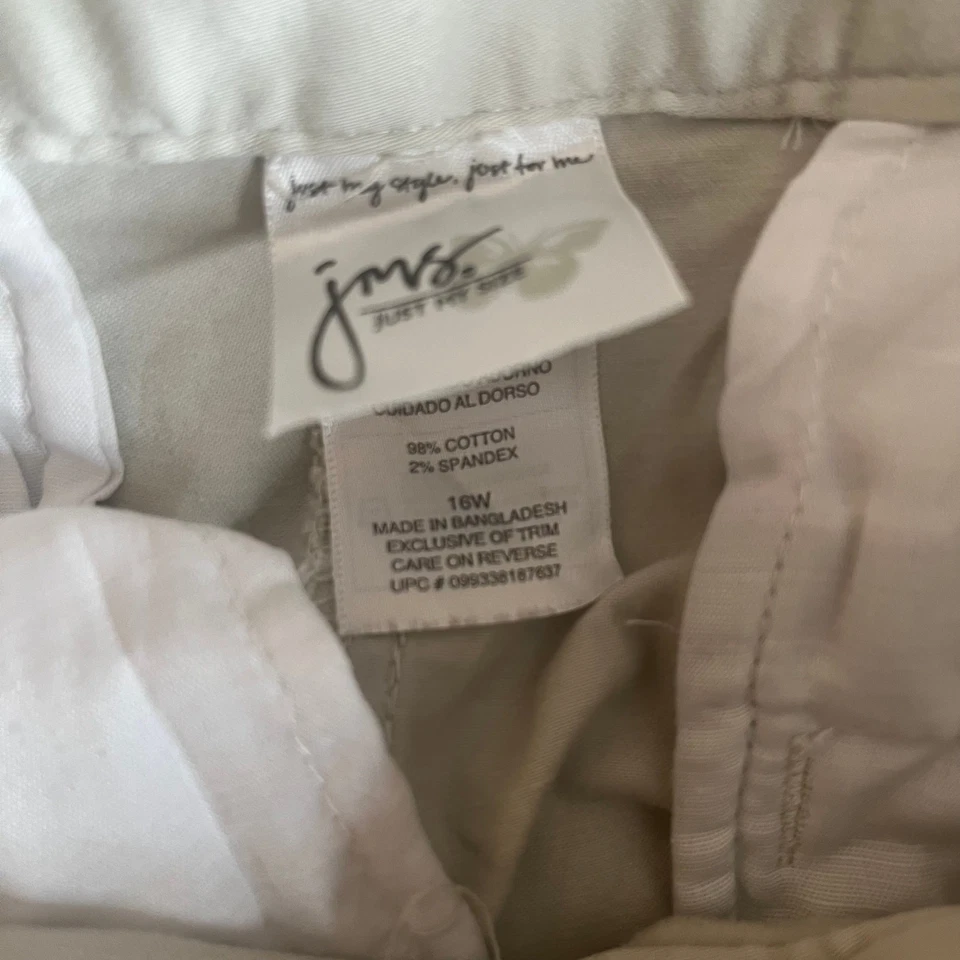 just my style. just for me
jms.
JUST MY SIZE
CUIDADO AL DORSO
98% COTTON
2% SPANDEX
16W
MADE IN BANGLADESH
EXCLUSIVE OF TRIM
CARE ON REVERSE
UPC # 099338187637